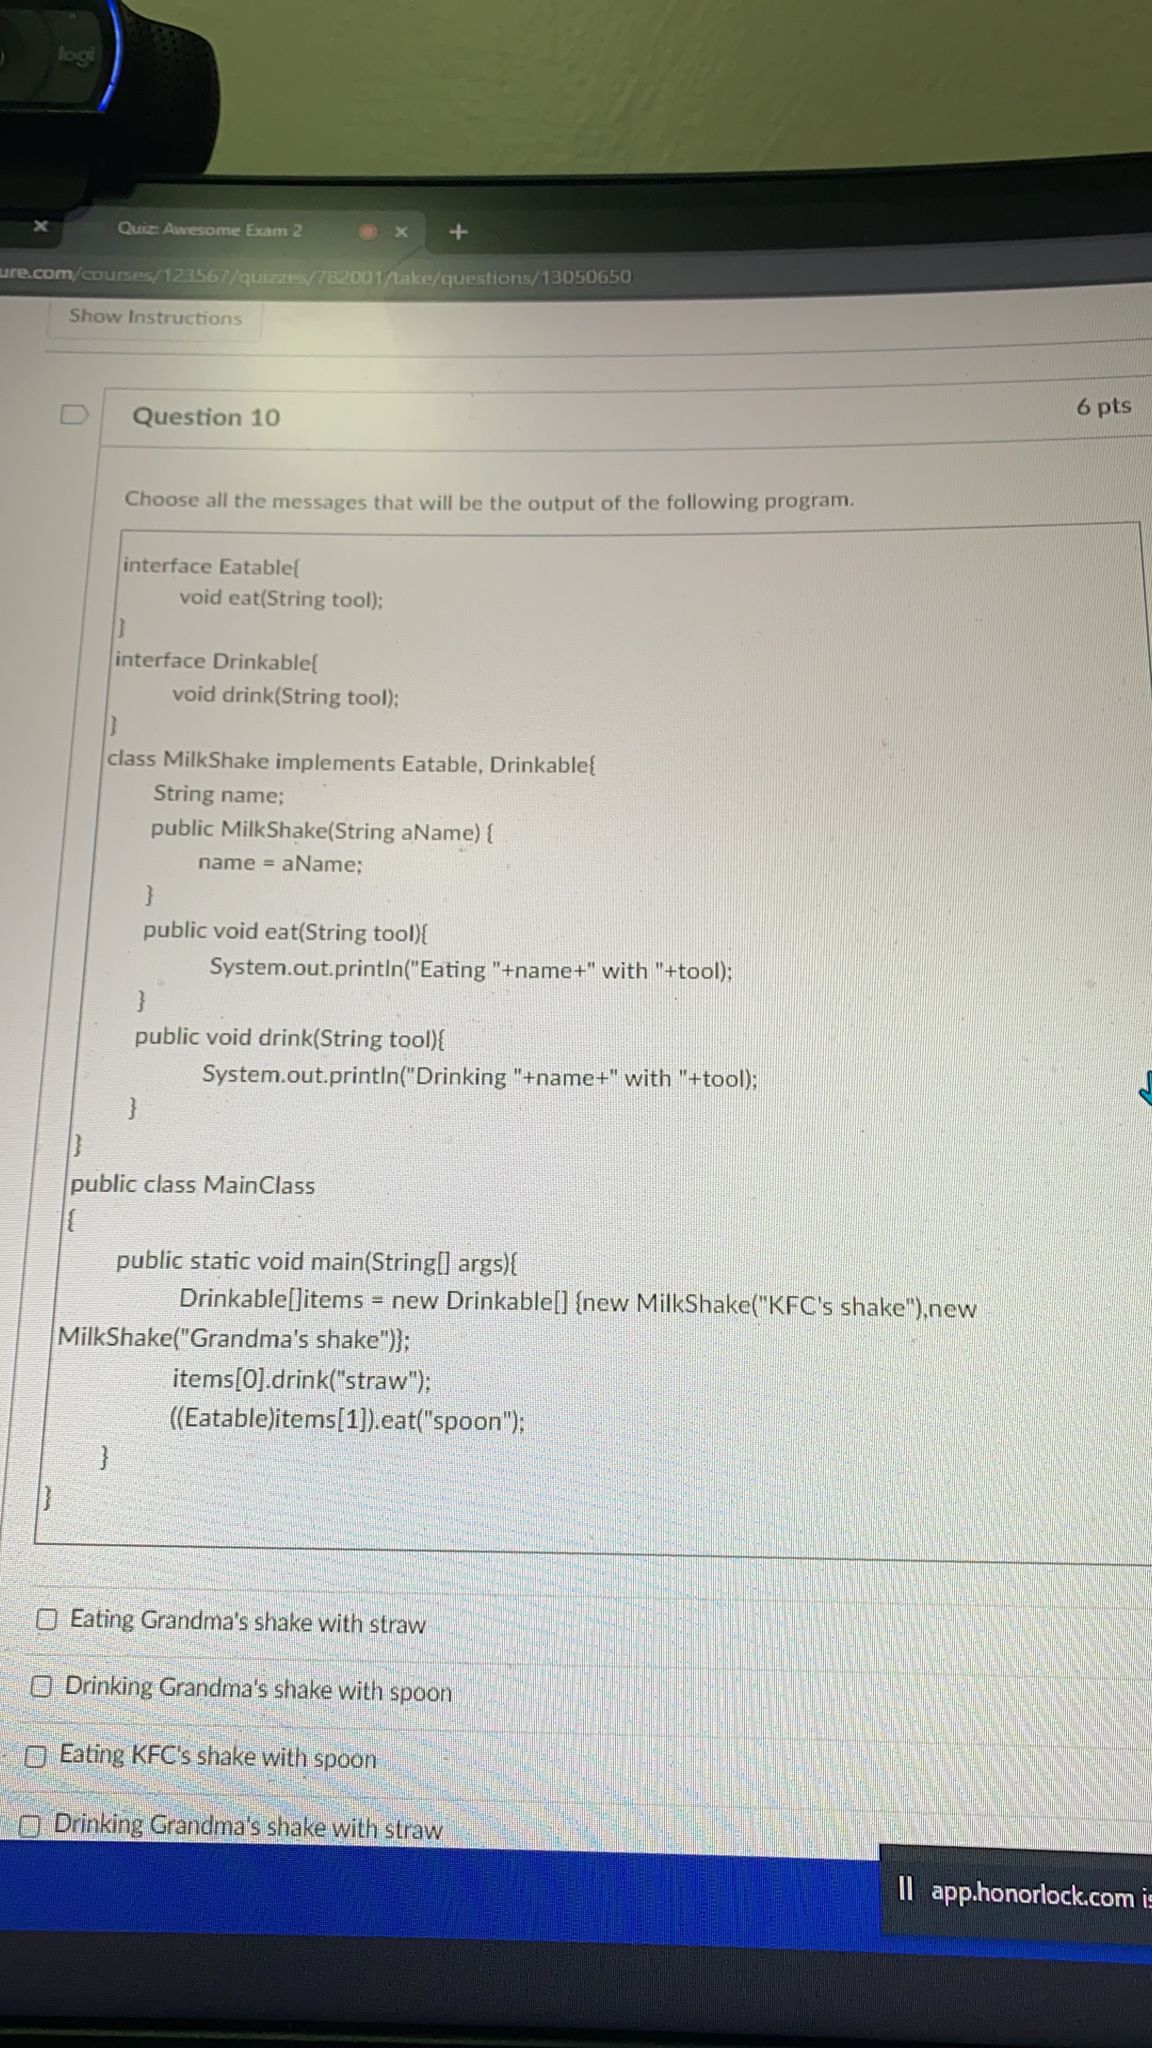 logi
Quiz: Awesome Exam 2
ure.com/courses/123567/quizzes/782001/take/questions/13050650
Show Instructions
Question 10
6 pts
Choose all the messages that will be the output of the following program.
interface Eatable{
void eat(String tool);
}
interface Drinkable{
void drink(String tool);
}
class MilkShake implements Eatable, Drinkable{
String name;
public MilkShake(String aName) {
name = aName;
}
public void eat(String tool){
System.out.println("Eating "+name+" with "+tool);
}
public void drink(String tool){
System.out.println("Drinking "+name+" with "+tool);
}
}
public class MainClass
{
public static void main(String[] args){
Drinkable[]items = new Drinkable[] {new MilkShake("KFC's shake"),new
MilkShake("Grandma's shake")};
items[0].drink("straw");
((Eatable)items[1]).eat("spoon");
}
}
Eating Grandma's shake with straw
Drinking Grandma's shake with spoon
Eating KFC's shake with spoon
Drinking Grandma's shake with straw
app.honorlock.com is